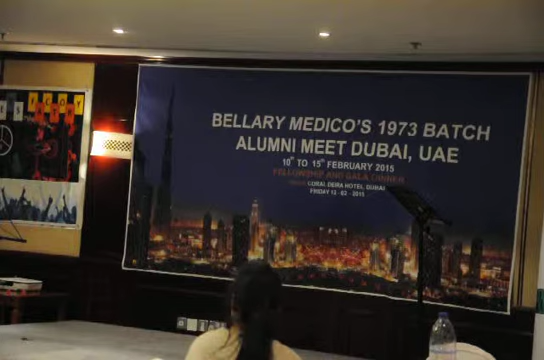 BELLARY MEDICO'S 1973 BATCH
ALUMNI MEET DUBAI, UAE
10th TO 15th FEBRUARY 2015
FELLOWSHIP AND GALA DINNER
CORAL DEIRA HOTEL, DUBAI
FRIDAY 13 - 02 - 2015